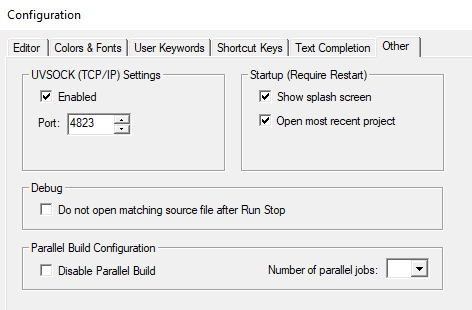 Configuration
Editor Colors & Fonts User Keywords Shortcut Keys Text Completion Other
UVSOCK (TCP/IP) Settings
Enabled
Port: 4823
Startup (Require Restart)
Show splash screen
Open most recent project
Debug
Do not open matching source file after Run Stop
Parallel Build Configuration
Disable Parallel Build Number of parallel jobs: